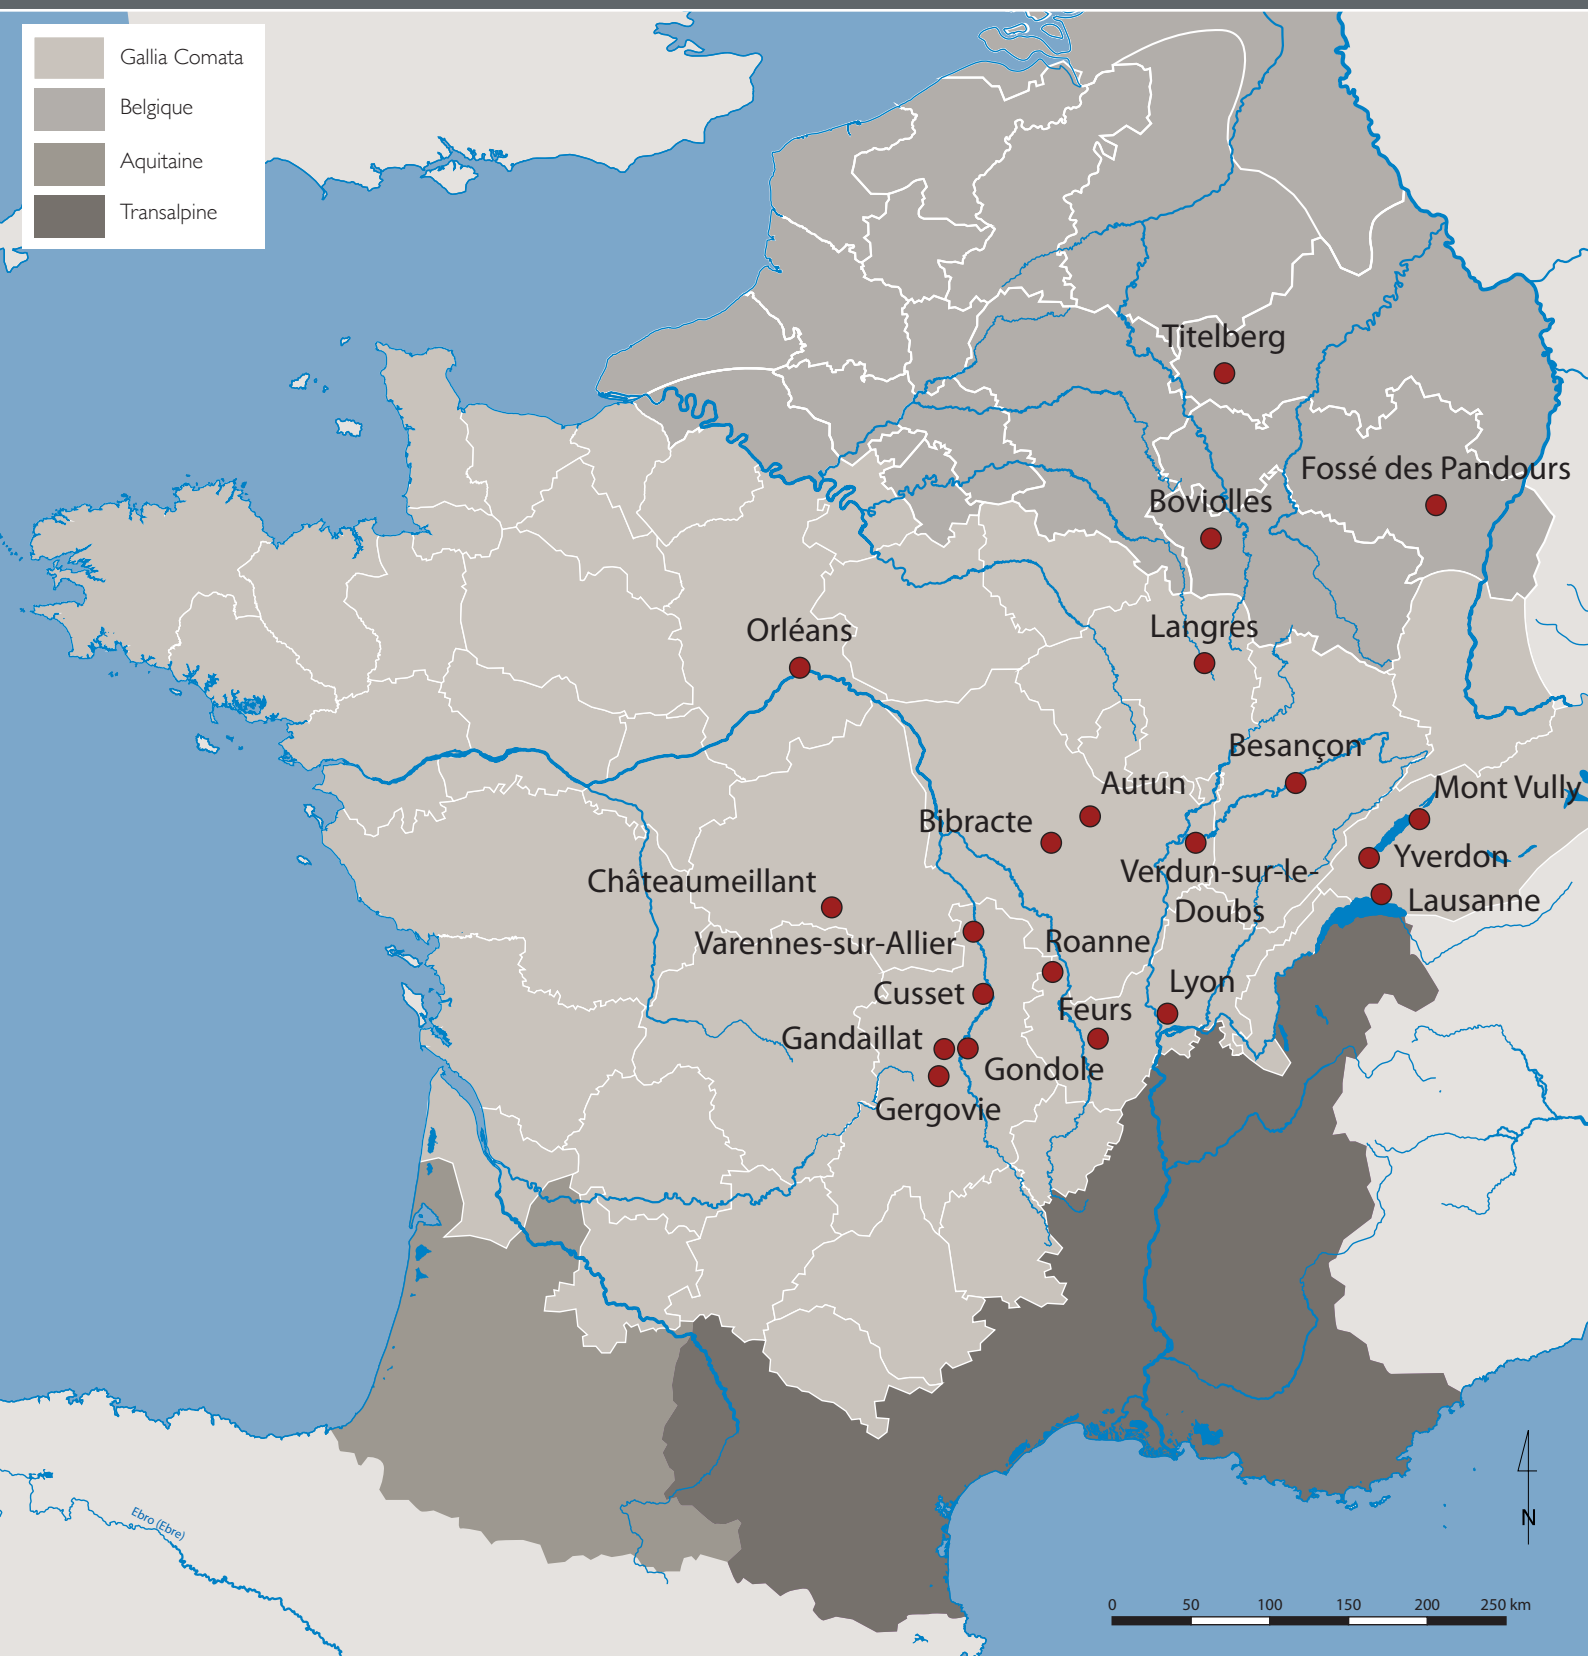 Gallia Comata
Belgique
Aquitaine
Transalpine
Titelberg
Fossé des Pandours
Boviolles
Langres
Orléans
Besançon
Autun
Mont Vully
Bibracte
Yverdon
Verdun-sur-le-
Doubs
Châteaumeillant
Lausanne
Varennes-sur-Allier
Roanne
Cusset
Lyon
Feurs
Gandaillat
Gondole
Gergovie
Ebro (Ebre)
N
0 50 100 150 200 250 km